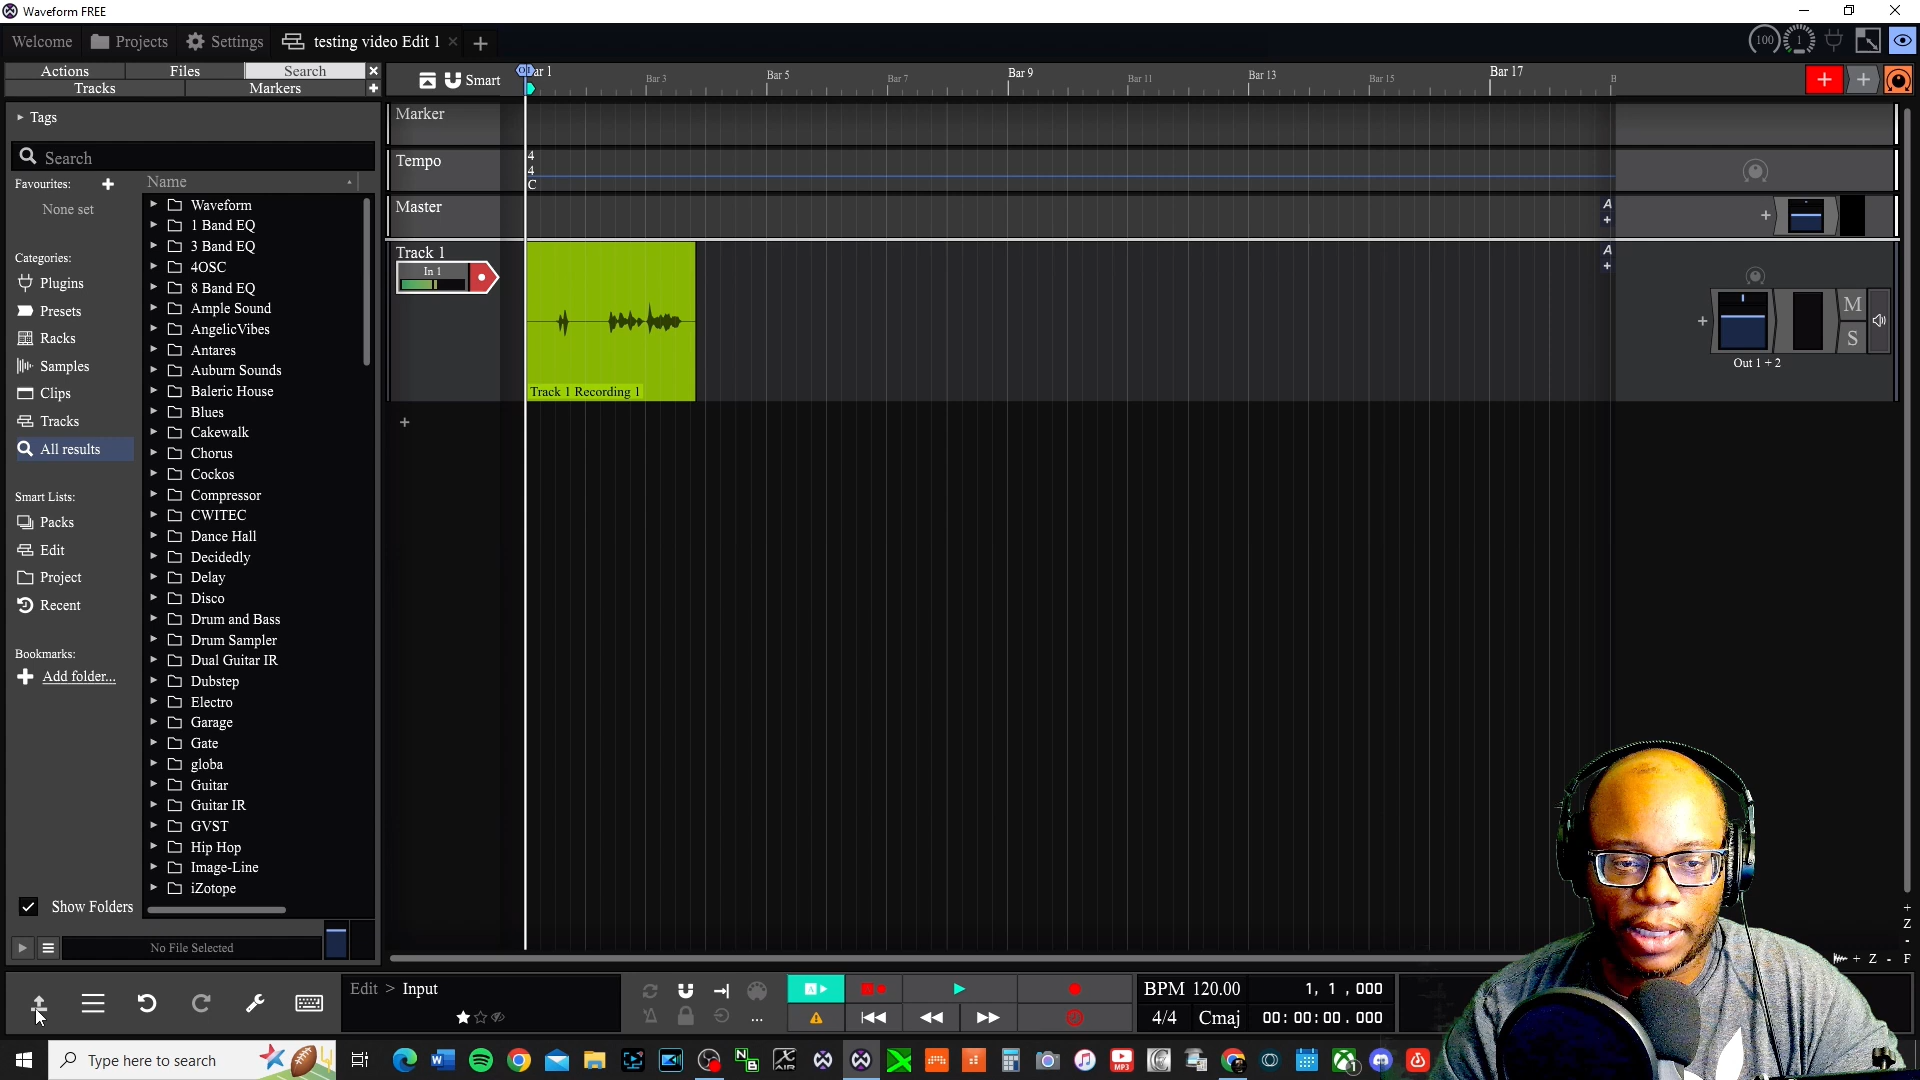 Waveform FREE
Welcome Projects Settings testing video Edit 1
100 1
Actions Files Search
Tracks Markers
Smart
Bar 1 Bar 3 Bar 5 Bar 7 Bar 9 Bar 11 Bar 13 Bar 15 Bar 17 B
Tags
Search
Favourites:
None set
Name
Categories:
Plugins
Presets
Racks
Samples
Clips
Tracks
All results
Smart Lists:
Packs
Edit
Project
Recent
Bookmarks:
Add folder...
Waveform
1 Band EQ
3 Band EQ
4OSC
8 Band EQ
Ample Sound
AngelicVibes
Antares
Auburn Sounds
Baleric House
Blues
Cakewalk
Chorus
Cockos
Compressor
CWITEC
Dance Hall
Decidedly
Delay
Disco
Drum and Bass
Drum Sampler
Dual Guitar IR
Dubstep
Electro
Garage
Gate
globa
Guitar
Guitar IR
GVST
Hip Hop
Image-Line
iZotope
Show Folders
No File Selected
Marker
Tempo
4
4
C
Master
A
Track 1
In 1
A
Track 1 Recording 1
M
S
Out 1 + 2
+
Z
-
+ Z - F
Edit > Input
...
BPM 120.00 1, 1 ,000
4/4 Cmaj 00:00:00.000
Type here to search